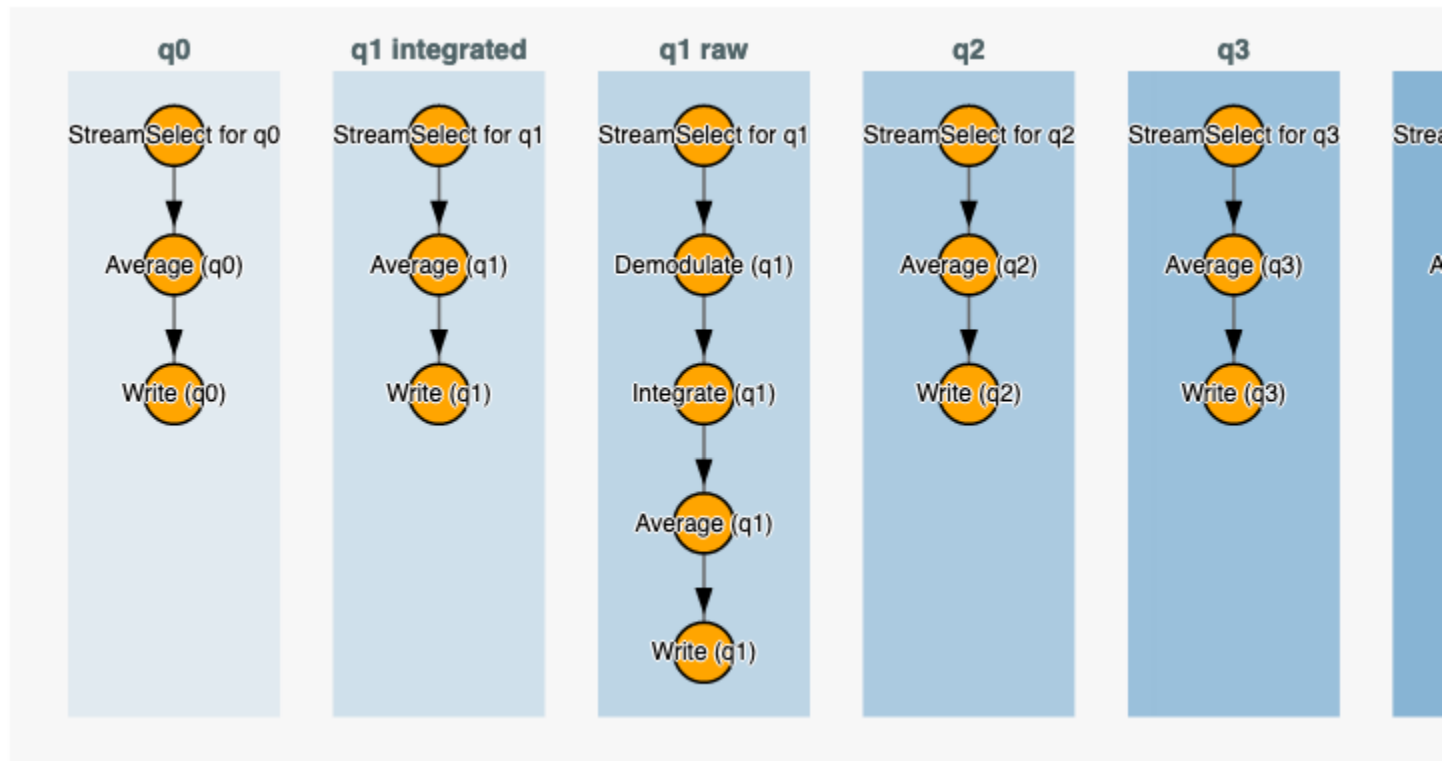 q0
StreamSelect for q0
Average (q0)
Write (q0)
q1 integrated
StreamSelect for q1
Average (q1)
Write (q1)
q1 raw
StreamSelect for q1
Demodulate (q1)
Integrate (q1)
Average (q1)
Write (q1)
q2
StreamSelect for q2
Average (q2)
Write (q2)
q3
StreamSelect for q3
Average (q3)
Write (q3)